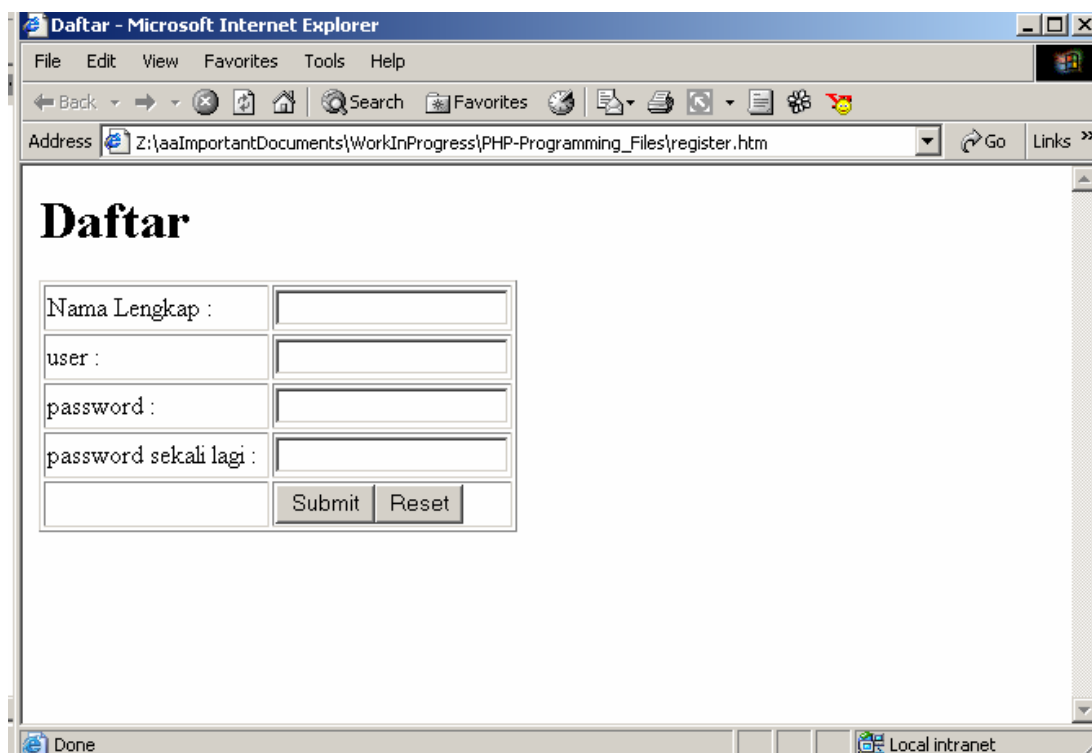 Daftar - Microsoft Internet Explorer
File Edit View Favorites Tools Help
Back Search Favorites
Address Z:\aaImportantDocuments\WorkInProgress\PHP-Programming_Files\register.htm Go Links »
Daftar
Nama Lengkap :
user :
password :
password sekali lagi :
Submit Reset
Done Local intranet